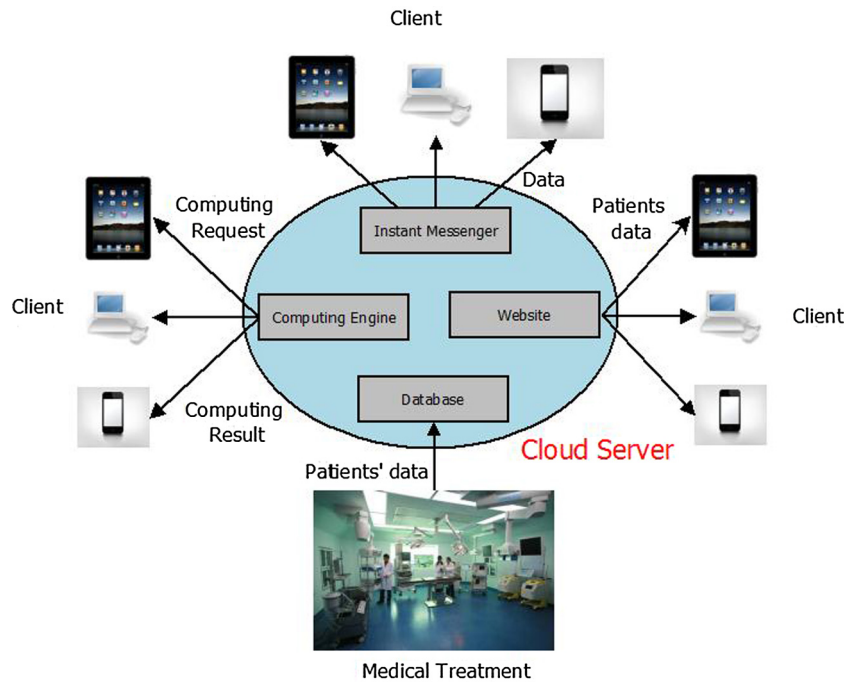 Client
Data
Computing
Request
Patients
data
Instant Messenger
Client
Computing Engine
Website
Client
Computing
Result
Database
Cloud Server
Patients' data
Medical Treatment